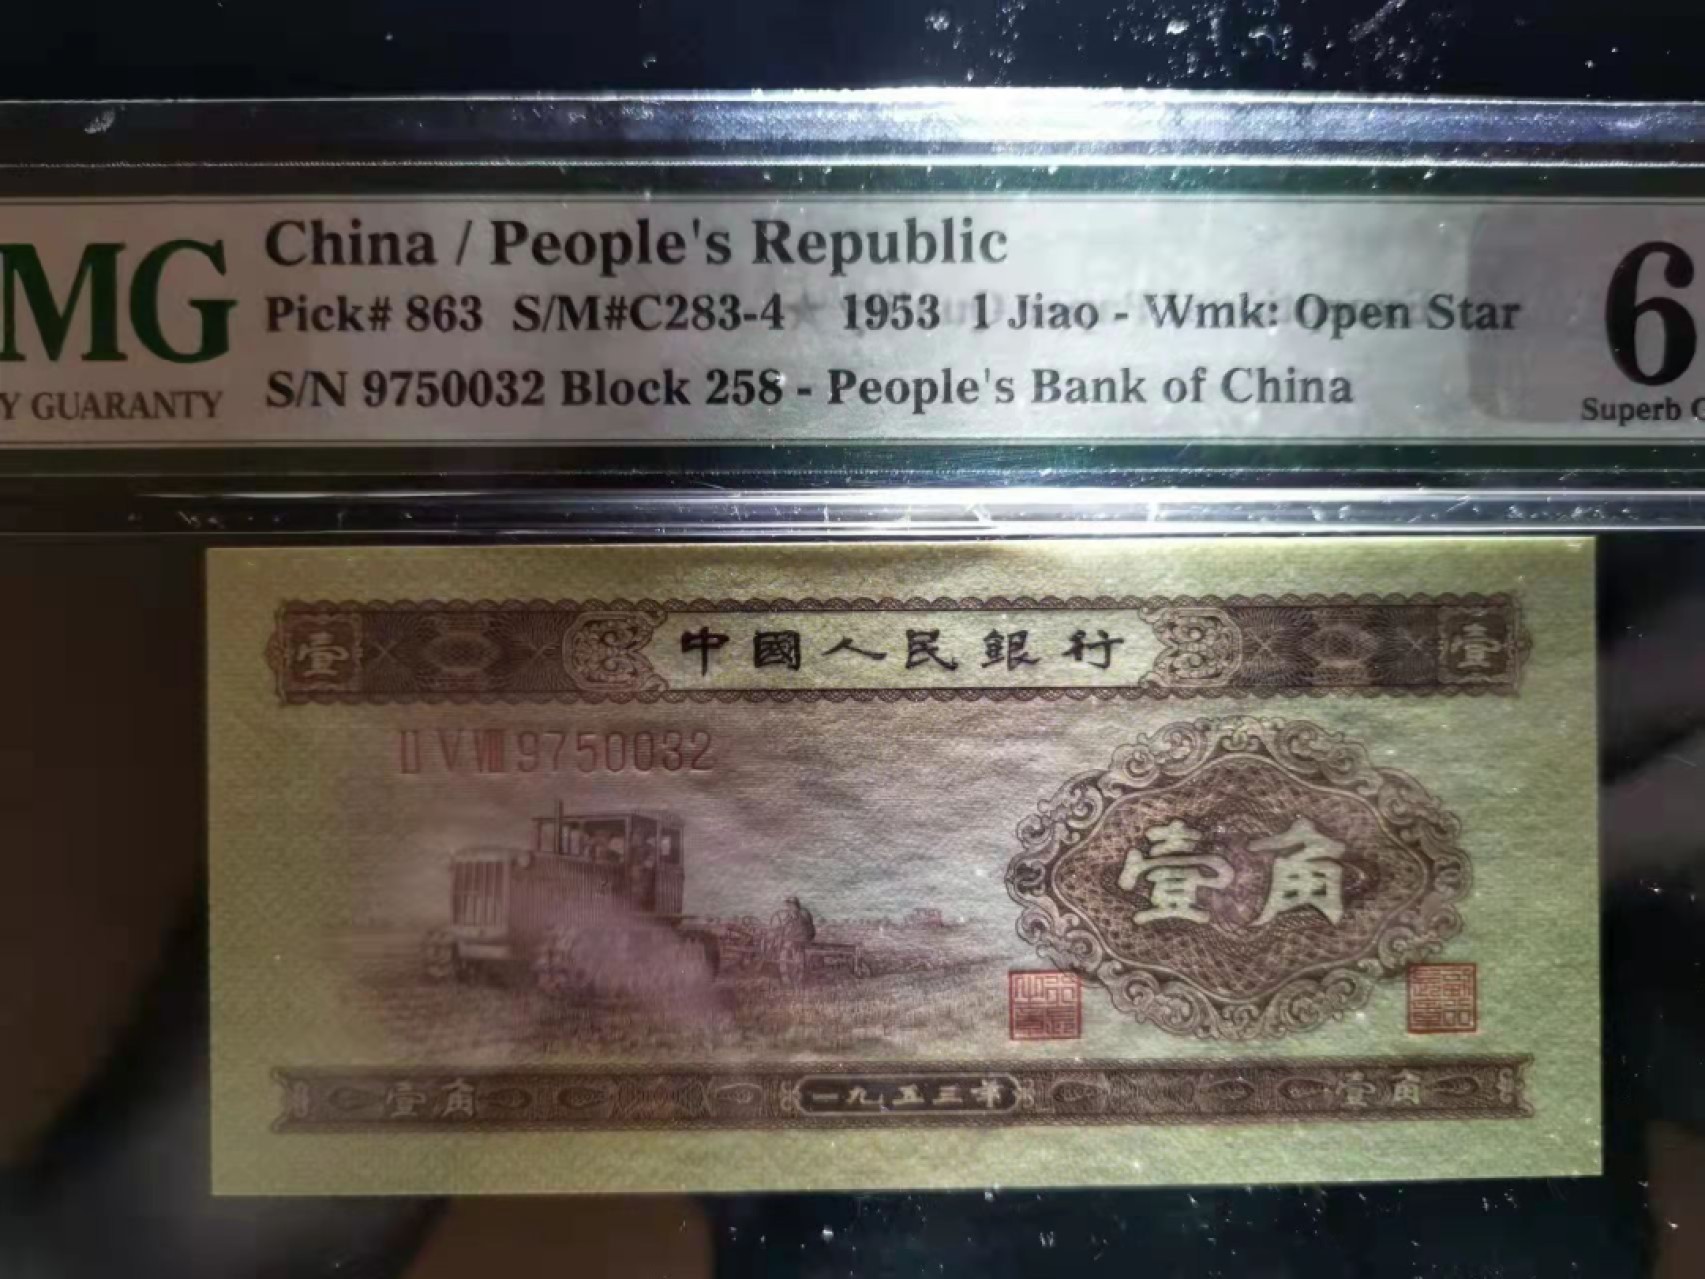 China / People's Republic
MG
Pick# 863 S/M#C283-4 1953 1 Jiao - Wmk: Open Star
6
Y GUARANTY
S/N 9750032 Block 258 - People's Bank of China
Superb
壹 中國人民銀行 壹
II V VIII 9750032
壹角
壹角 一九五三年 壹角